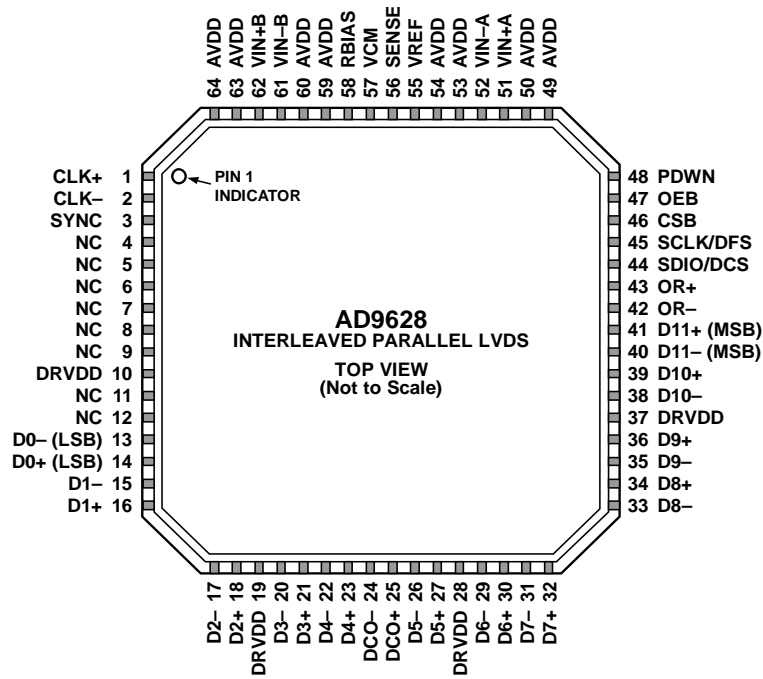 64 AVDD
63 AVDD
62 VIN+B
61 VIN–B
60 AVDD
59 AVDD
58 RBIAS
57 VCM
56 SENSE
55 VREF
54 AVDD
53 AVDD
52 VIN–A
51 VIN+A
50 AVDD
49 AVDD
CLK+ 1
CLK– 2
SYNC 3
NC 4
NC 5
NC 6
NC 7
NC 8
NC 9
DRVDD 10
NC 11
NC 12
D0– (LSB) 13
D0+ (LSB) 14
D1– 15
D1+ 16
PIN 1
INDICATOR
AD9628
INTERLEAVED PARALLEL LVDS
TOP VIEW
(Not to Scale)
48 PDWN
47 OEB
46 CSB
45 SCLK/DFS
44 SDIO/DCS
43 OR+
42 OR–
41 D11+ (MSB)
40 D11– (MSB)
39 D10+
38 D10–
37 DRVDD
36 D9+
35 D9–
34 D8+
33 D8–
D2– 17
D2+ 18
DRVDD 19
D3– 20
D3+ 21
D4– 22
D4+ 23
DCO– 24
DCO+ 25
D5– 26
D5+ 27
DRVDD 28
D6– 29
D6+ 30
D7– 31
D7+ 32